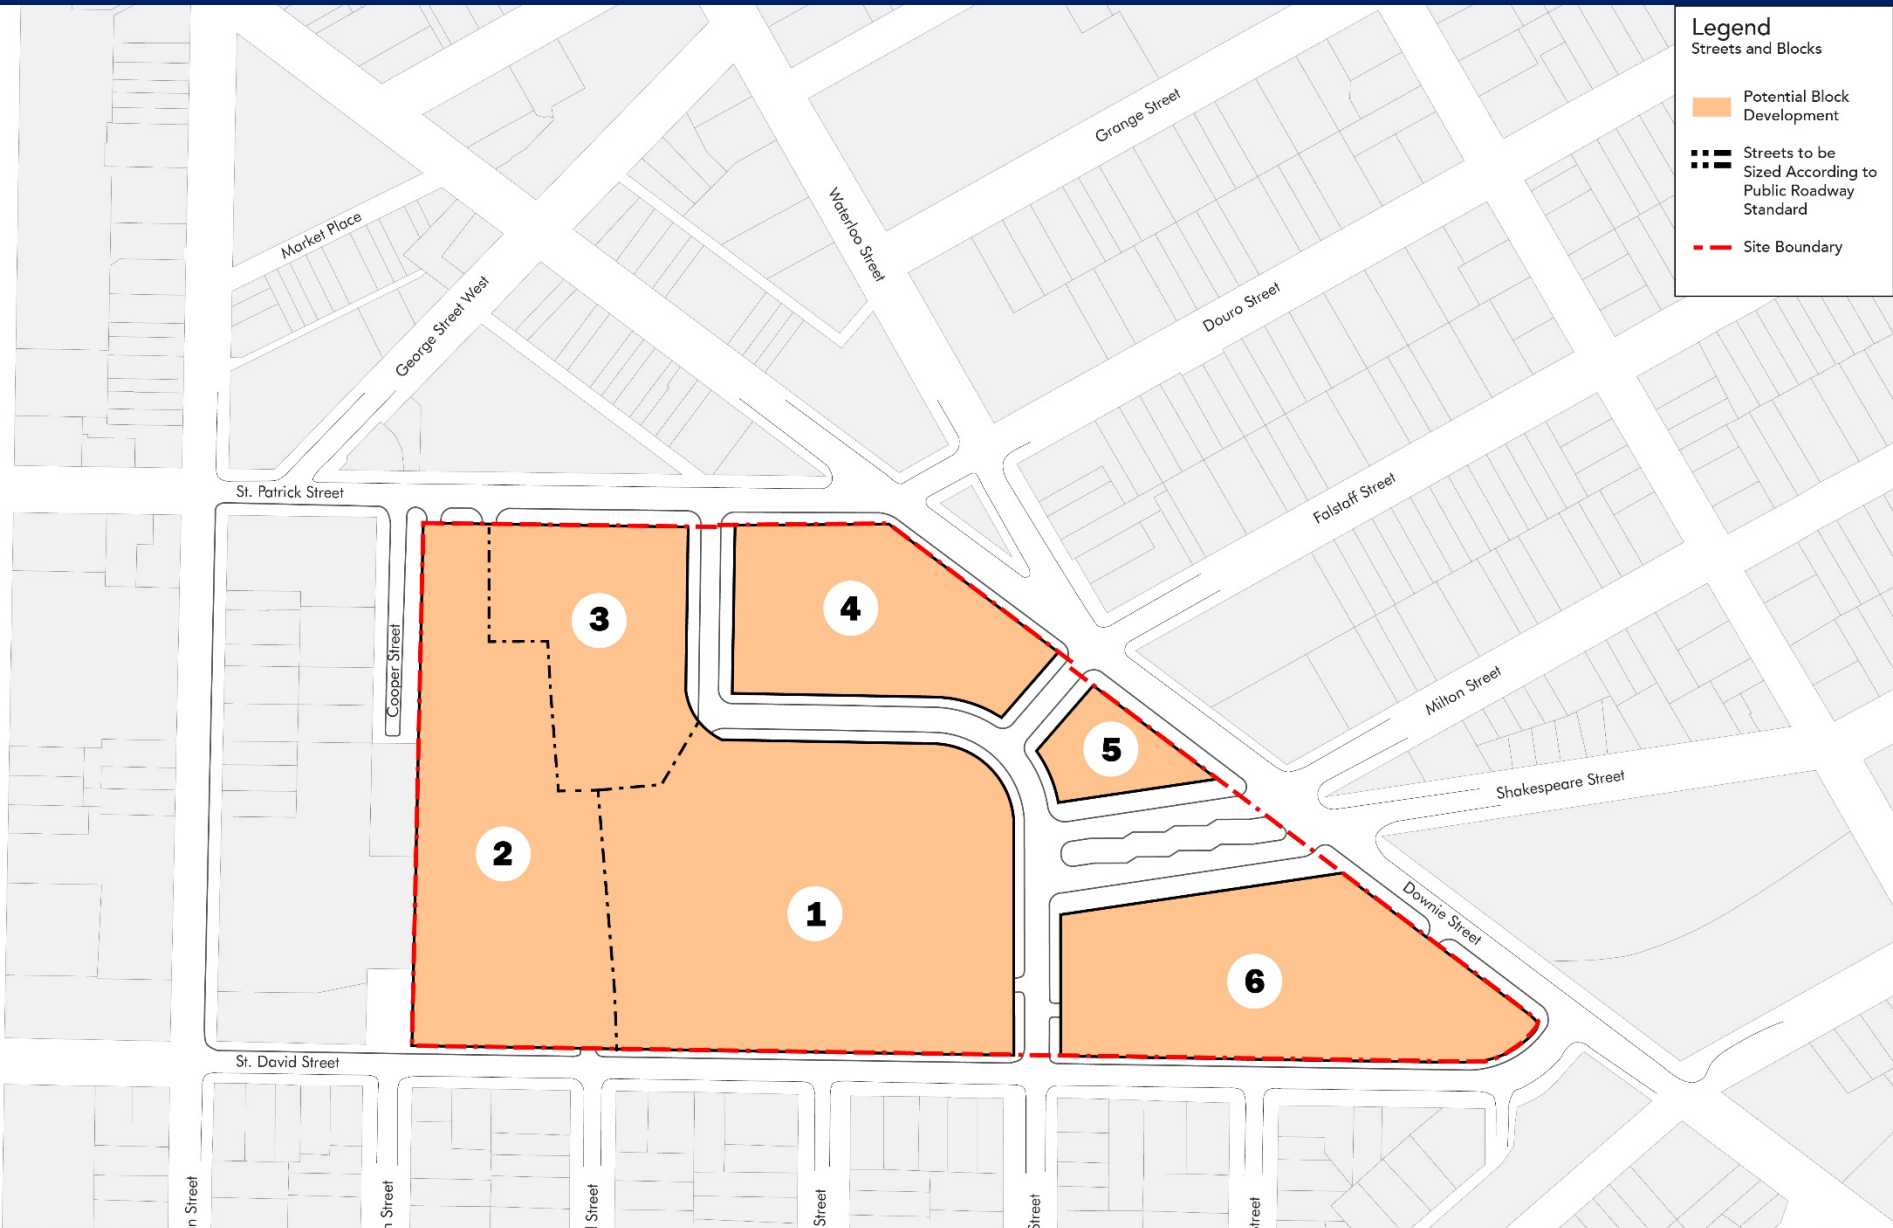 Legend
Streets and Blocks
Potential Block
Development
Streets to be
Sized According to
Public Roadway
Standard
Site Boundary
Grange Street
Waterloo Street
Market Place
George Street West
Douro Street
Falstaff Street
St. Patrick Street
Cooper Street
Milton Street
Shakespeare Street
Downie Street
3
4
5
2
1
6
St. David Street
Street
Street
Street
Street
Street